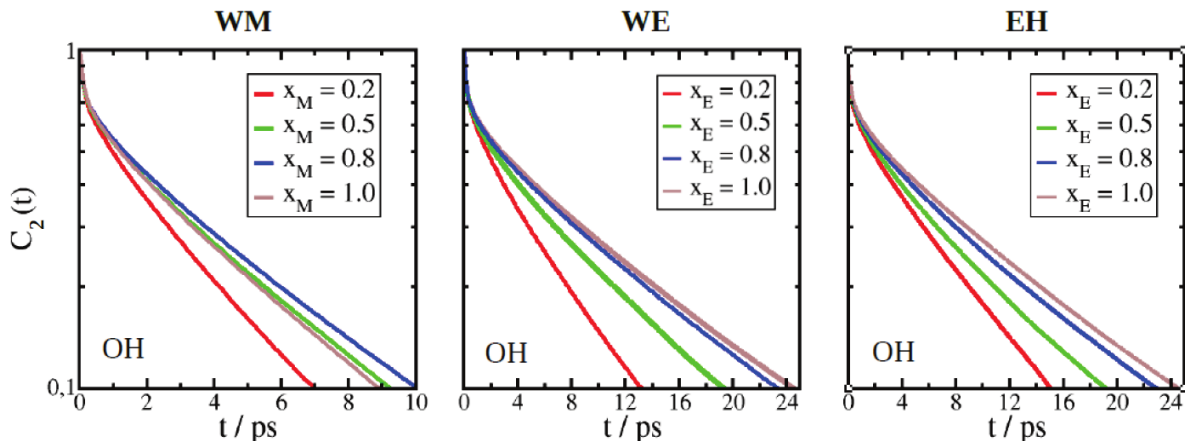 WM
WE
EH
1
0.1
C2 (t)
xM = 0.2
xM = 0.5
xM = 0.8
xM = 1.0
OH
0 2 4 6 8 10
t / ps
xE = 0.2
xE = 0.5
xE = 0.8
xE = 1.0
OH
0 4 8 12 16 20 24
t / ps
xE = 0.2
xE = 0.5
xE = 0.8
xE = 1.0
OH
0 4 8 12 16 20 24
t / ps